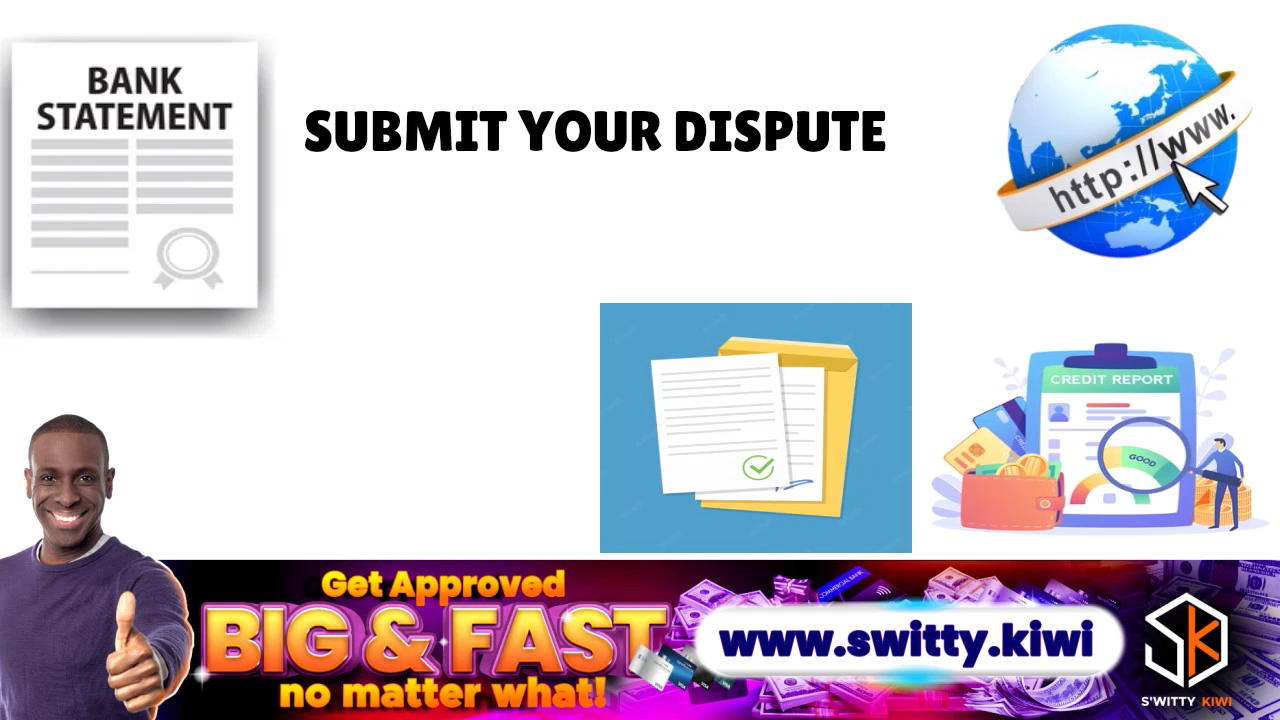 BANK
STATEMENT
SUBMIT YOUR DISPUTE
http://www.
CREDIT REPORT
GOOD
Get Approved
BIG & FAST
no matter what!
www.switty.kiwi
S'WITTY KIWI